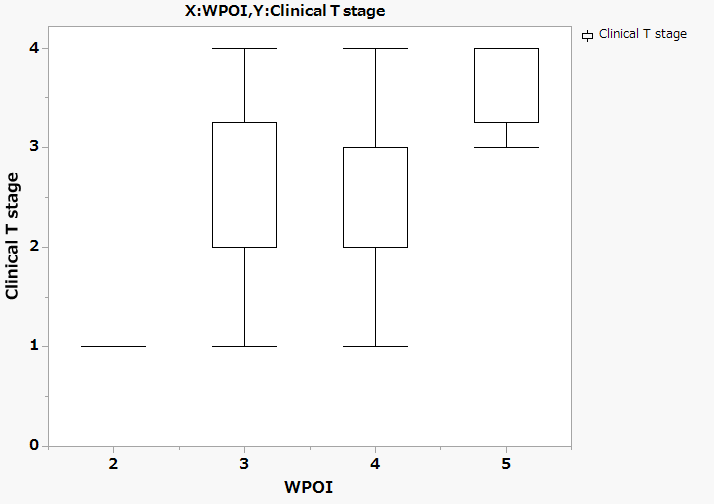 X:WPOI,Y:Clinical T stage
Clinical T stage
4
3
2
1
0
Clinical T stage
2 3 4 5
WPOI